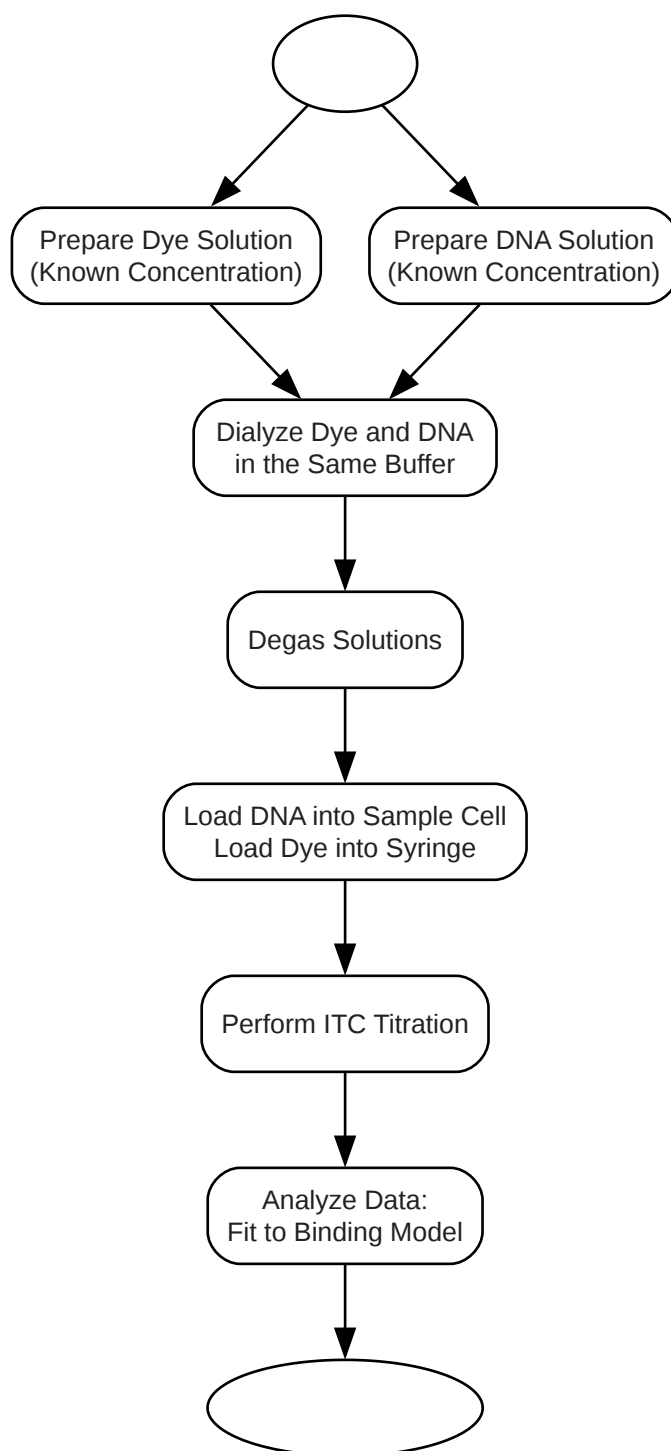 Prepare Dye Solution
(Known Concentration)
Prepare DNA Solution
(Known Concentration)
Dialyze Dye and DNA
in the Same Buffer
Degas Solutions
Load DNA into Sample Cell
Load Dye into Syringe
Perform ITC Titration
Analyze Data:
Fit to Binding Model